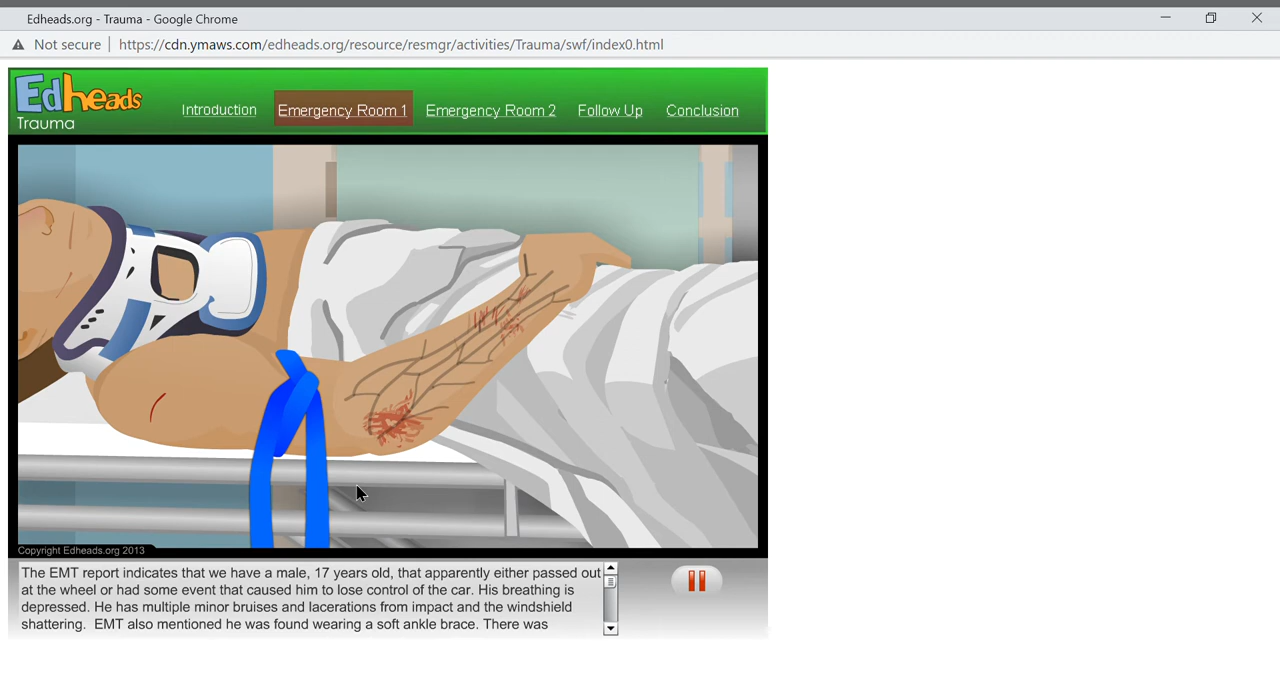 Edheads.org - Trauma - Google Chrome
Not secure | https://cdn.ymaws.com/edheads.org/resource/resmgr/activities/Trauma/swf/index0.html
Edheads
Trauma
Introduction Emergency Room 1 Emergency Room 2 Follow Up Conclusion
Copyright Edheads.org 2013
The EMT report indicates that we have a male, 17 years old, that apparently either passed out
at the wheel or had some event that caused him to lose control of the car. His breathing is
depressed. He has multiple minor bruises and lacerations from impact and the windshield
shattering. EMT also mentioned he was found wearing a soft ankle brace. There was